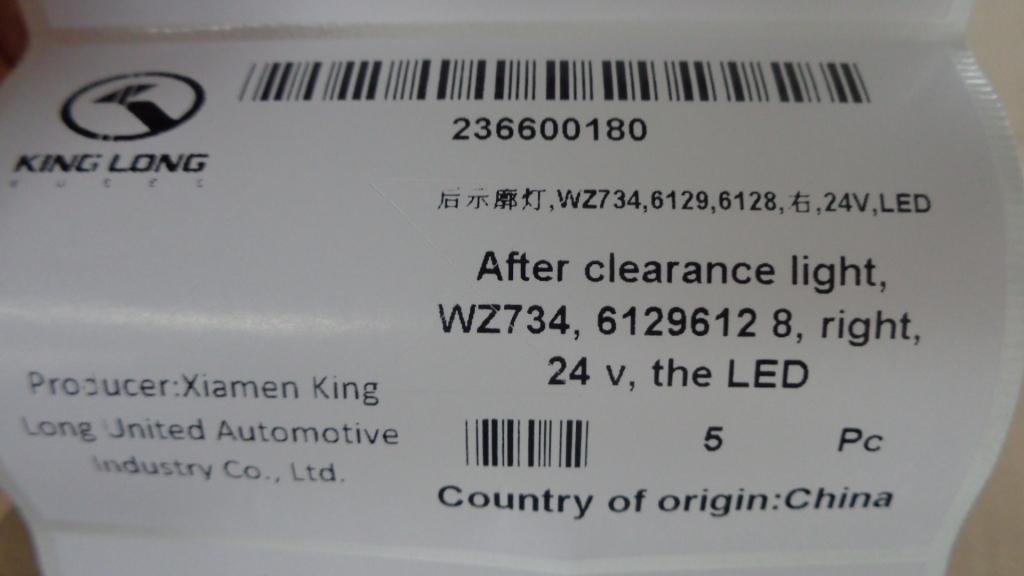 KING LONG
236600180
后示廓灯,WZ734,6129,6128,右,24V,LED
After clearance light,
WZ734, 6129612 8, right,
24 v, the LED
Producer:Xiamen King
Long United Automotive
Industry Co., Ltd.
5 Pc
Country of origin:China